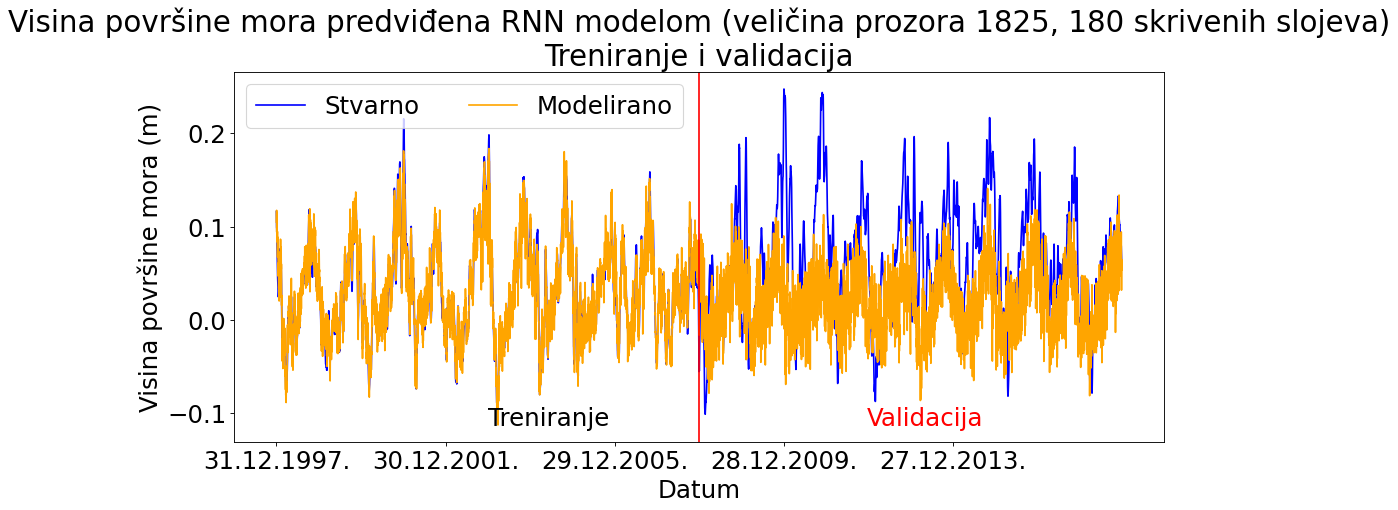 Visina površine mora predviđena RNN modelom (veličina prozora 1825, 180 skrivenih slojeva)
Treniranje i validacija
Stvarno
Modelirano
Visina površine mora (m)
0.2
0.1
0.0
−0.1
Treniranje
Validacija
31.12.1997.
30.12.2001.
29.12.2005.
28.12.2009.
27.12.2013.
Datum